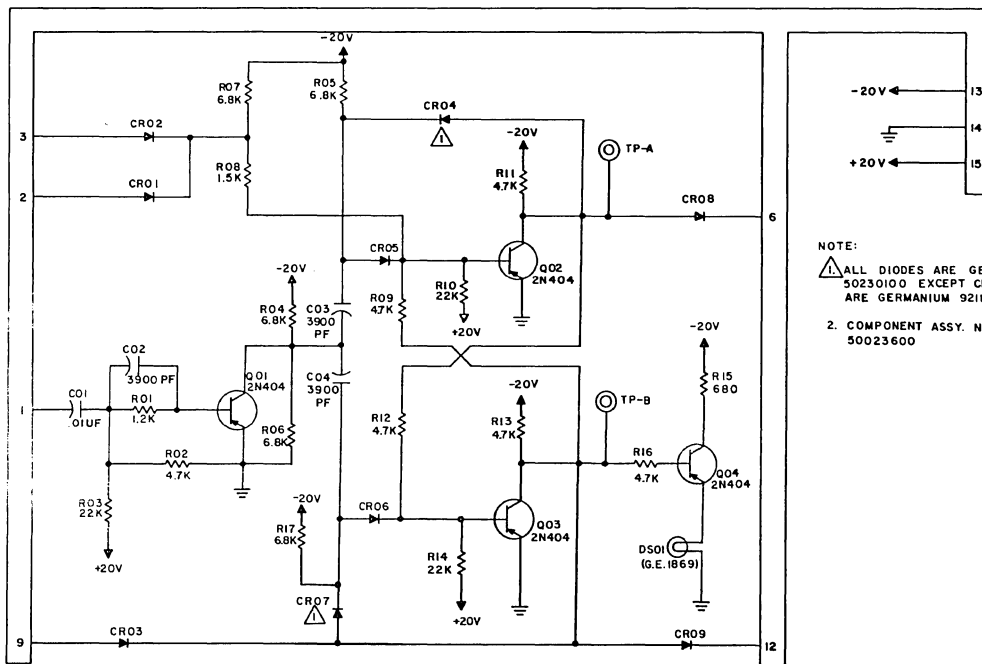 -20V
R07
6.8K
R05
6.8K
CR04
1
-20V
TP-A
3
CR02
R08
1.5K
2
CR01
R11
4.7K
CR08
6
CR05
Q02
2N404
R10
22K
+20V
-20V
R04
6.8K
C03
3900
PF
R09
4.7K
C02
3900 PF
C04
3900
PF
Q01
2N404
1
C01
.01UF
R01
1.2K
R06
6.8K
R02
4.7K
R03
22K
+20V
R12
4.7K
R13
4.7K
-20V
TP-B
R16
4.7K
-20V
R15
680
Q04
2N404
-20V
R17
6.8K
CR06
Q03
2N404
R14
22K
+20V
DS01
(G.E. 1869)
CR07
1
9
CR03
CR09
12
-20V
13
14
+20V
15
NOTE:
1. ALL DIODES ARE GE
50230100 EXCEPT C
ARE GERMANIUM 921
2. COMPONENT ASSY. N
50023600